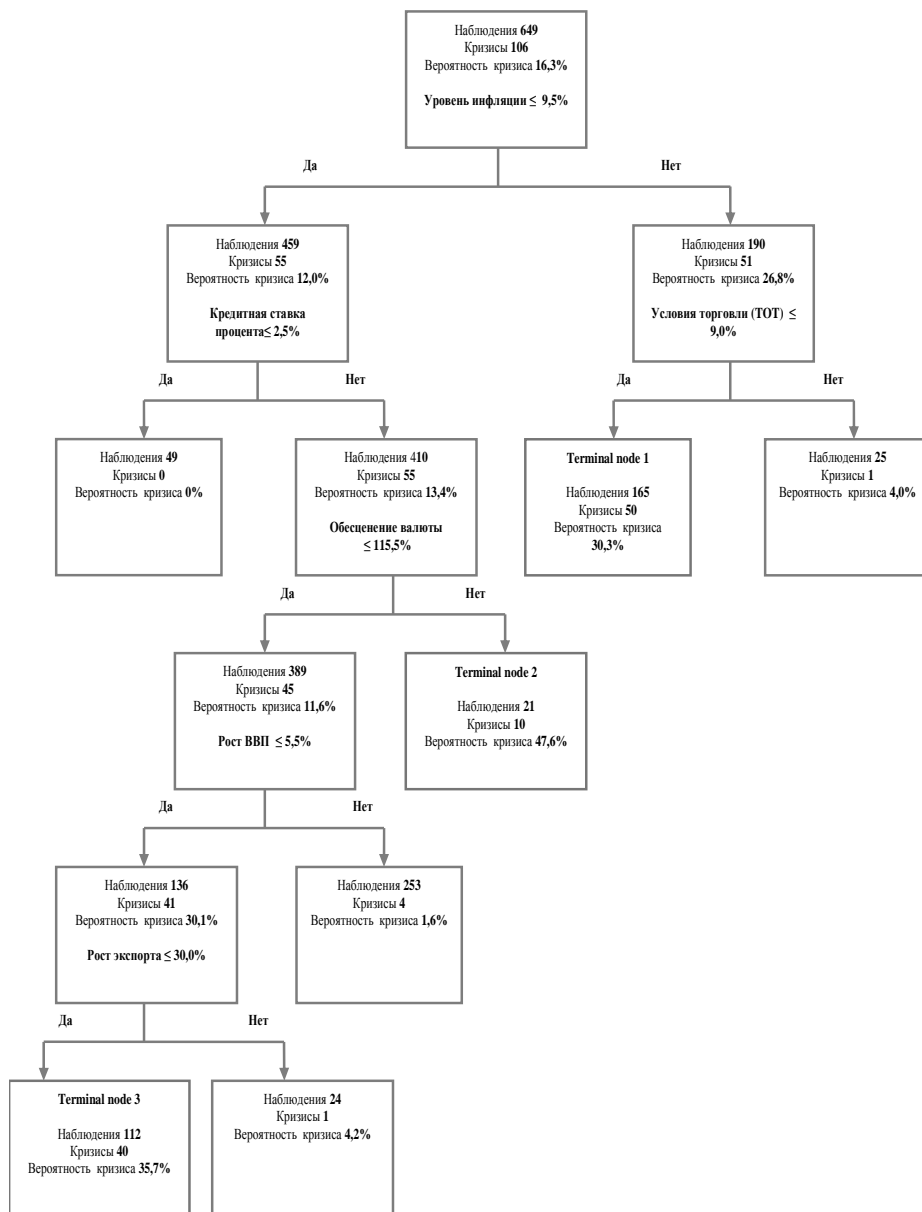 Наблюдения 649
Кризисы 106
Вероятность кризиса 16,3%
Уровень инфляции ≤ 9,5%
Да
Нет
Наблюдения 459
Кризисы 55
Вероятность кризиса 12,0%
Кредитная ставка
процента≤ 2,5%
Наблюдения 190
Кризисы 51
Вероятность кризиса 26,8%
Условия торговли (ТОТ) ≤
9,0%
Да
Нет
Да
Нет
Наблюдения 49
Кризисы 0
Вероятность кризиса 0%
Наблюдения 410
Кризисы 55
Вероятность кризиса 13,4%
Обесценение валюты
≤ 115,5%
Terminal node 1
Наблюдения 165
Кризисы 50
Вероятность кризиса
30,3%
Наблюдения 25
Кризисы 1
Вероятность кризиса 4,0%
Да
Нет
Наблюдения 389
Кризисы 45
Вероятность кризиса 11,6%
Рост ВВП ≤ 5,5%
Terminal node 2
Наблюдения 21
Кризисы 10
Вероятность кризиса 47,6%
Да
Нет
Наблюдения 136
Кризисы 41
Вероятность кризиса 30,1%
Рост экспорта ≤ 30,0%
Наблюдения 253
Кризисы 4
Вероятность кризиса 1,6%
Да
Нет
Terminal node 3
Наблюдения 112
Кризисы 40
Вероятность кризиса 35,7%
Наблюдения 24
Кризисы 1
Вероятность кризиса 4,2%